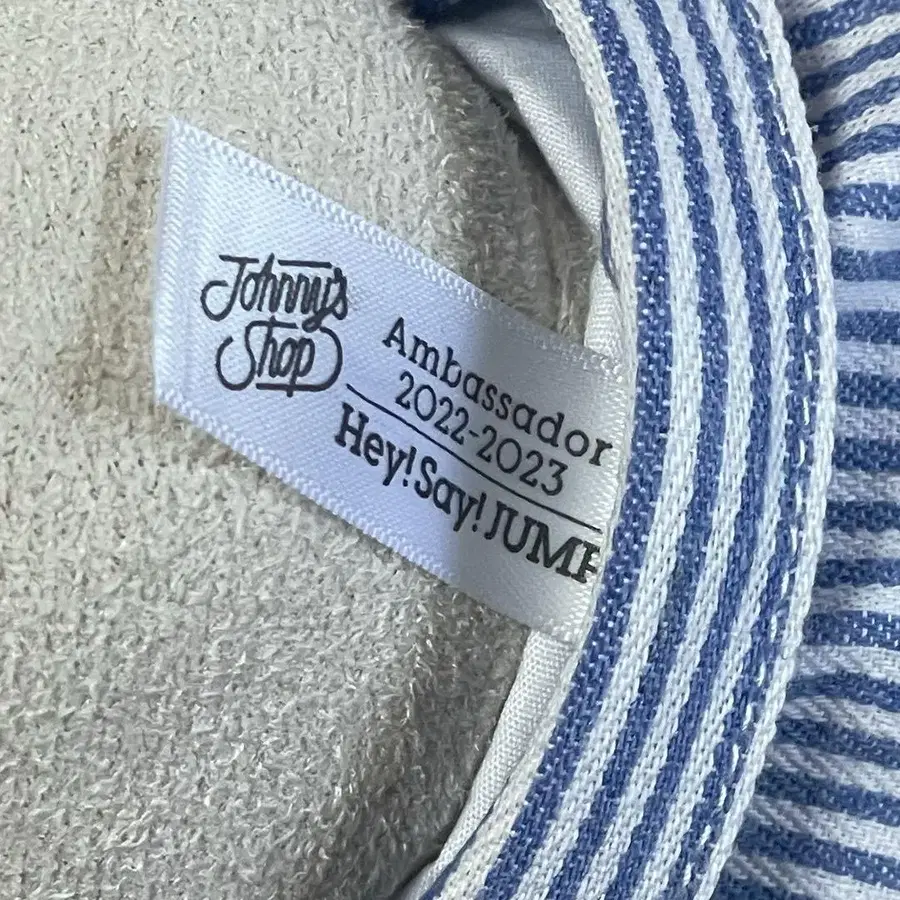 Johnny's
Shop
Ambassador
2022-2023
Hey! Say! JUMP